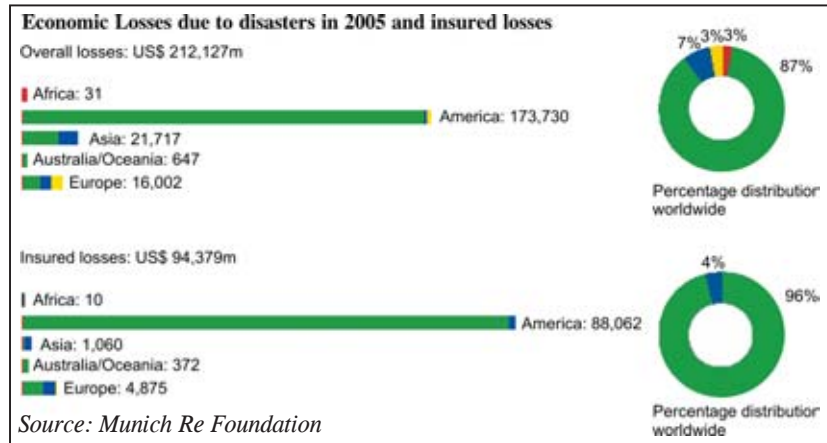 Economic Losses due to disasters in 2005 and insured losses
Overall losses: US$ 212,127m
Africa: 31
America: 173,730
Asia: 21,717
Australia/Oceania: 647
Europe: 16,002
7%
3%
3%
87%
Percentage distribution
worldwide
Insured losses: US$ 94,379m
Africa: 10
America: 88,062
Asia: 1,060
Australia/Oceania: 372
Europe: 4,875
4%
96%
Percentage distribution
worldwide
Source: Munich Re Foundation